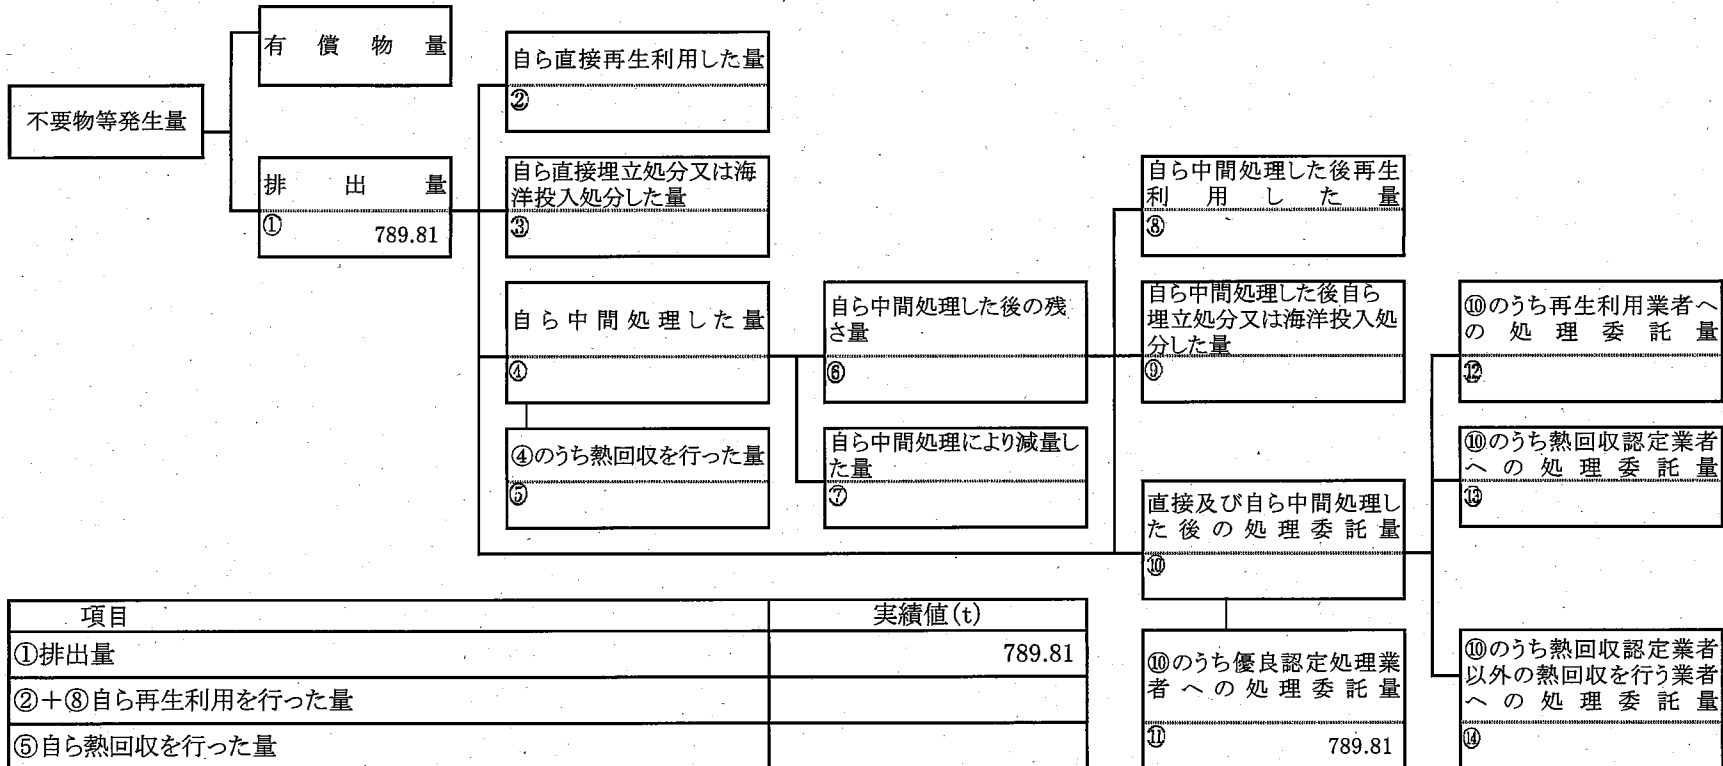 有償物量
不要物等発生量
排出量
①
789.81
自ら直接再生利用した量
②
自ら直接埋立処分又は海
洋投入処分した量
③
自ら中間処理した量
④
④のうち熱回収を行った量
⑤
自ら中間処理した後の残
さ量
⑥
自ら中間処理により減量し
た量
⑦
自ら中間処理した後再生
利用した量
⑧
自ら中間処理した後自ら
埋立処分又は海洋投入処
分した量
⑨
直接及び自ら中間処理し
た後の処理委託量
⑩
⑩のうち優良認定処理業
者への処理委託量
⑪
789.81
⑩のうち再生利用業者へ
の処理委託量
⑫
⑩のうち熱回収認定業者
への処理委託量
⑬
⑩のうち熱回収認定業者
以外の熱回収を行う業者
への処理委託量
⑭
項目 実績値(t)
①排出量 789.81
②+⑧自ら再生利用を行った量
⑤自ら熱回収を行った量